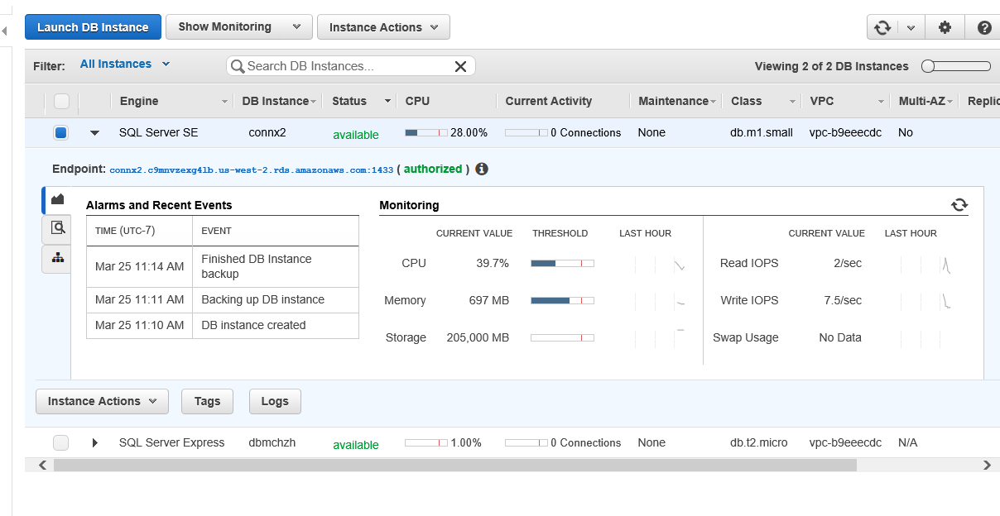 Launch DB Instance Show Monitoring Instance Actions
Filter: All Instances Search DB Instances... Viewing 2 of 2 DB Instances
Engine DB Instance Status CPU Current Activity Maintenance Class VPC Multi-AZ Replic
SQL Server SE connx2 available 28.00% 0 Connections None db.m1.small vpc-b9eeecdc No
Endpoint: connx2.c9mnvzexg4lb.us-west-2.rds.amazonaws.com:1433 ( authorized )
Alarms and Recent Events
TIME (UTC-7) EVENT
Mar 25 11:14 AM Finished DB Instance
backup
Mar 25 11:11 AM Backing up DB instance
Mar 25 11:10 AM DB instance created
Monitoring
CURRENT VALUE THRESHOLD LAST HOUR CURRENT VALUE LAST HOUR
CPU 39.7% Read IOPS 2/sec
Memory 697 MB Write IOPS 7.5/sec
Storage 205,000 MB Swap Usage No Data
Instance Actions Tags Logs
SQL Server Express dbmchzh available 1.00% 0 Connections None db.t2.micro vpc-b9eeecdc N/A